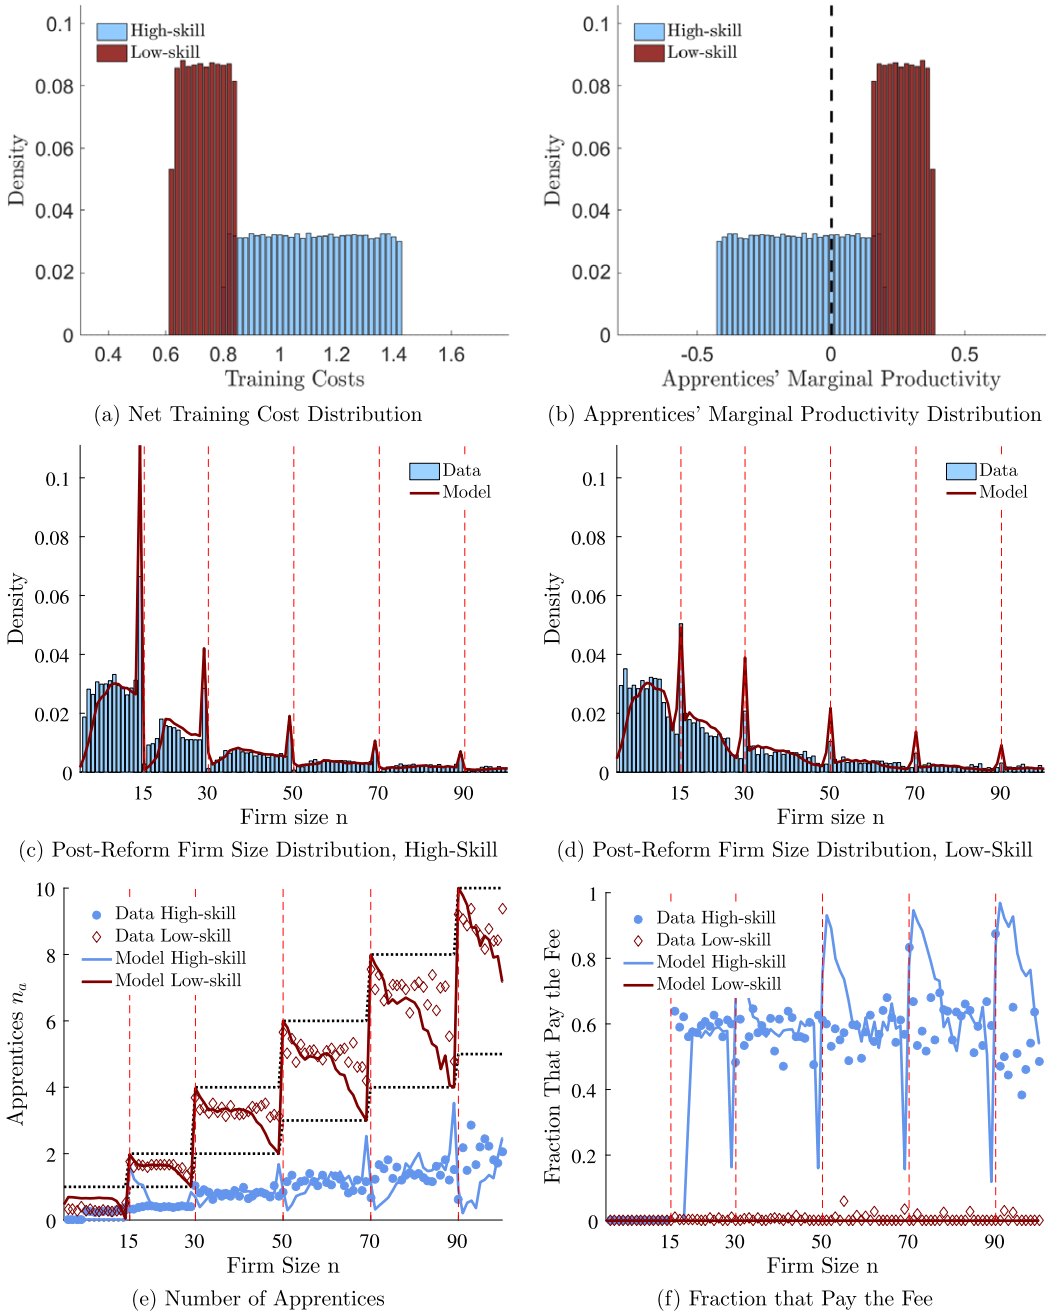 0.1
0.08
0.06
0.04
0.02
0
Density
High-skill
Low-skill
0.4 0.6 0.8 1 1.2 1.4 1.6
Training Costs
(a) Net Training Cost Distribution
0.1
0.08
0.06
0.04
0.02
0
Density
High-skill
Low-skill
-0.5 0 0.5
Apprentices' Marginal Productivity
(b) Apprentices' Marginal Productivity Distribution
0.1
0.08
0.06
0.04
0.02
0
Density
Data
Model
15 30 50 70 90
Firm size n
(c) Post-Reform Firm Size Distribution, High-Skill
0.1
0.08
0.06
0.04
0.02
0
Density
Data
Model
15 30 50 70 90
Firm size n
(d) Post-Reform Firm Size Distribution, Low-Skill
10
8
6
4
2
0
Apprentices nₐ
Data High-skill
Data Low-skill
Model High-skill
Model Low-skill
15 30 50 70 90
Firm Size n
(e) Number of Apprentices
1
0.8
0.6
0.4
0.2
0
Fraction That Pay the Fee
Data High-skill
Data Low-skill
Model High-skill
Model Low-skill
15 30 50 70 90
Firm Size n
(f) Fraction that Pay the Fee